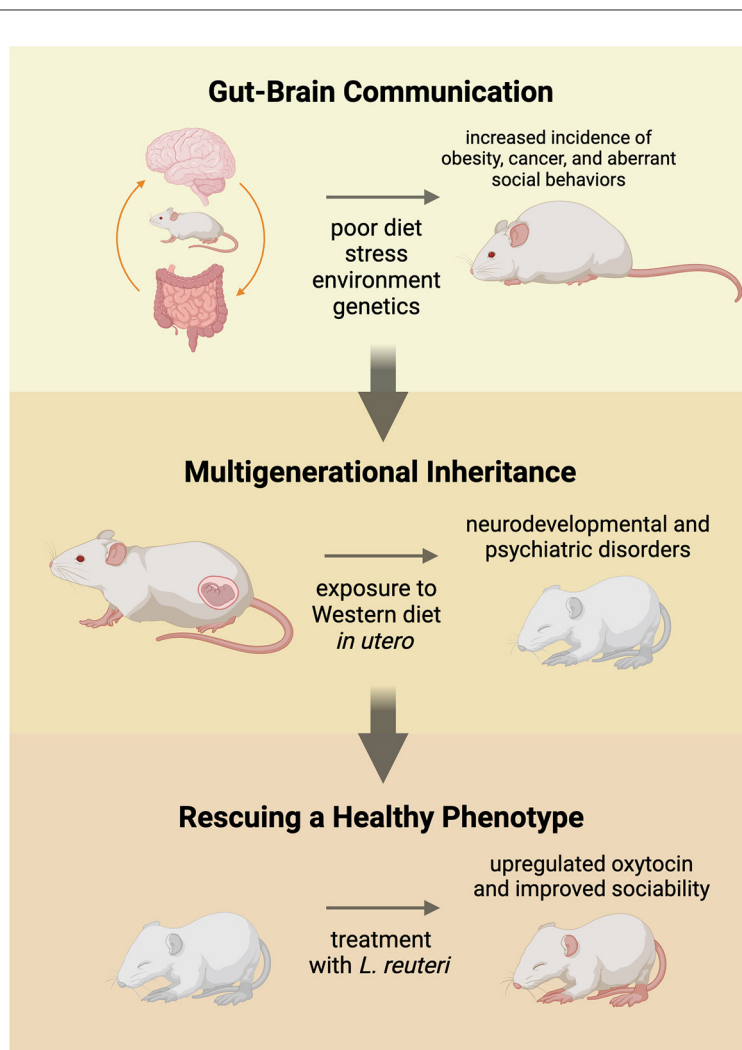 Gut-Brain Communication
increased incidence of
obesity, cancer, and aberrant
social behaviors
poor diet
stress
environment
genetics
Multigenerational Inheritance
neurodevelopmental and
psychiatric disorders
exposure to
Western diet
in utero
Rescuing a Healthy Phenotype
upregulated oxytocin
and improved sociability
treatment
with L. reuteri